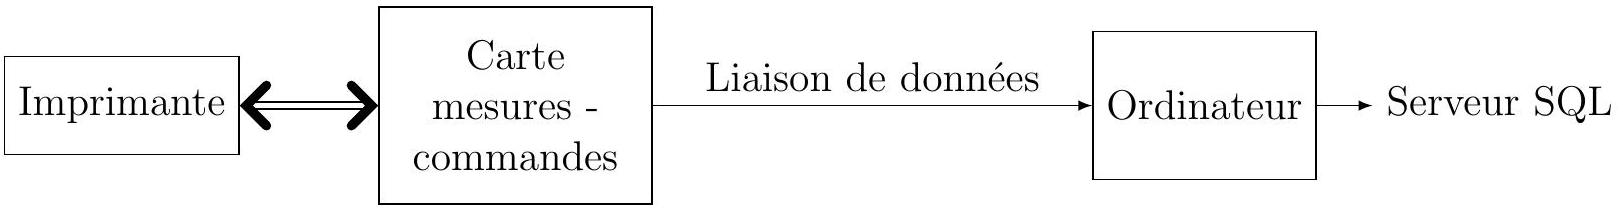 Imprimante
Carte
mesures -
commandes
Liaison de données
Ordinateur
Serveur SQL